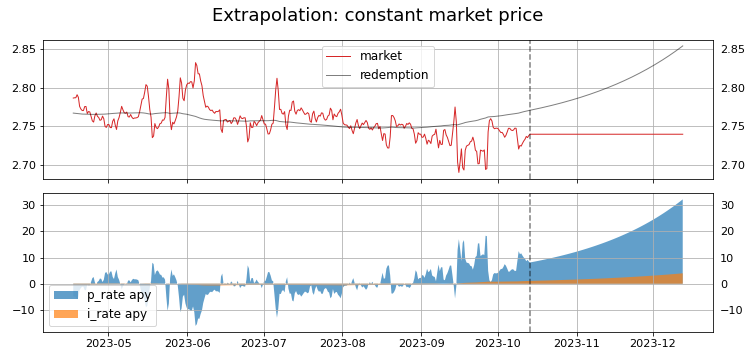 Extrapolation: constant market price
2.85 2.85
market
redemption
2.80 2.80
2.75 2.75
2.70 2.70
30 30
20 20
10 10
0 0
p_rate apy
i_rate apy
−10 −10
2023-05 2023-06 2023-07 2023-08 2023-09 2023-10 2023-11 2023-12